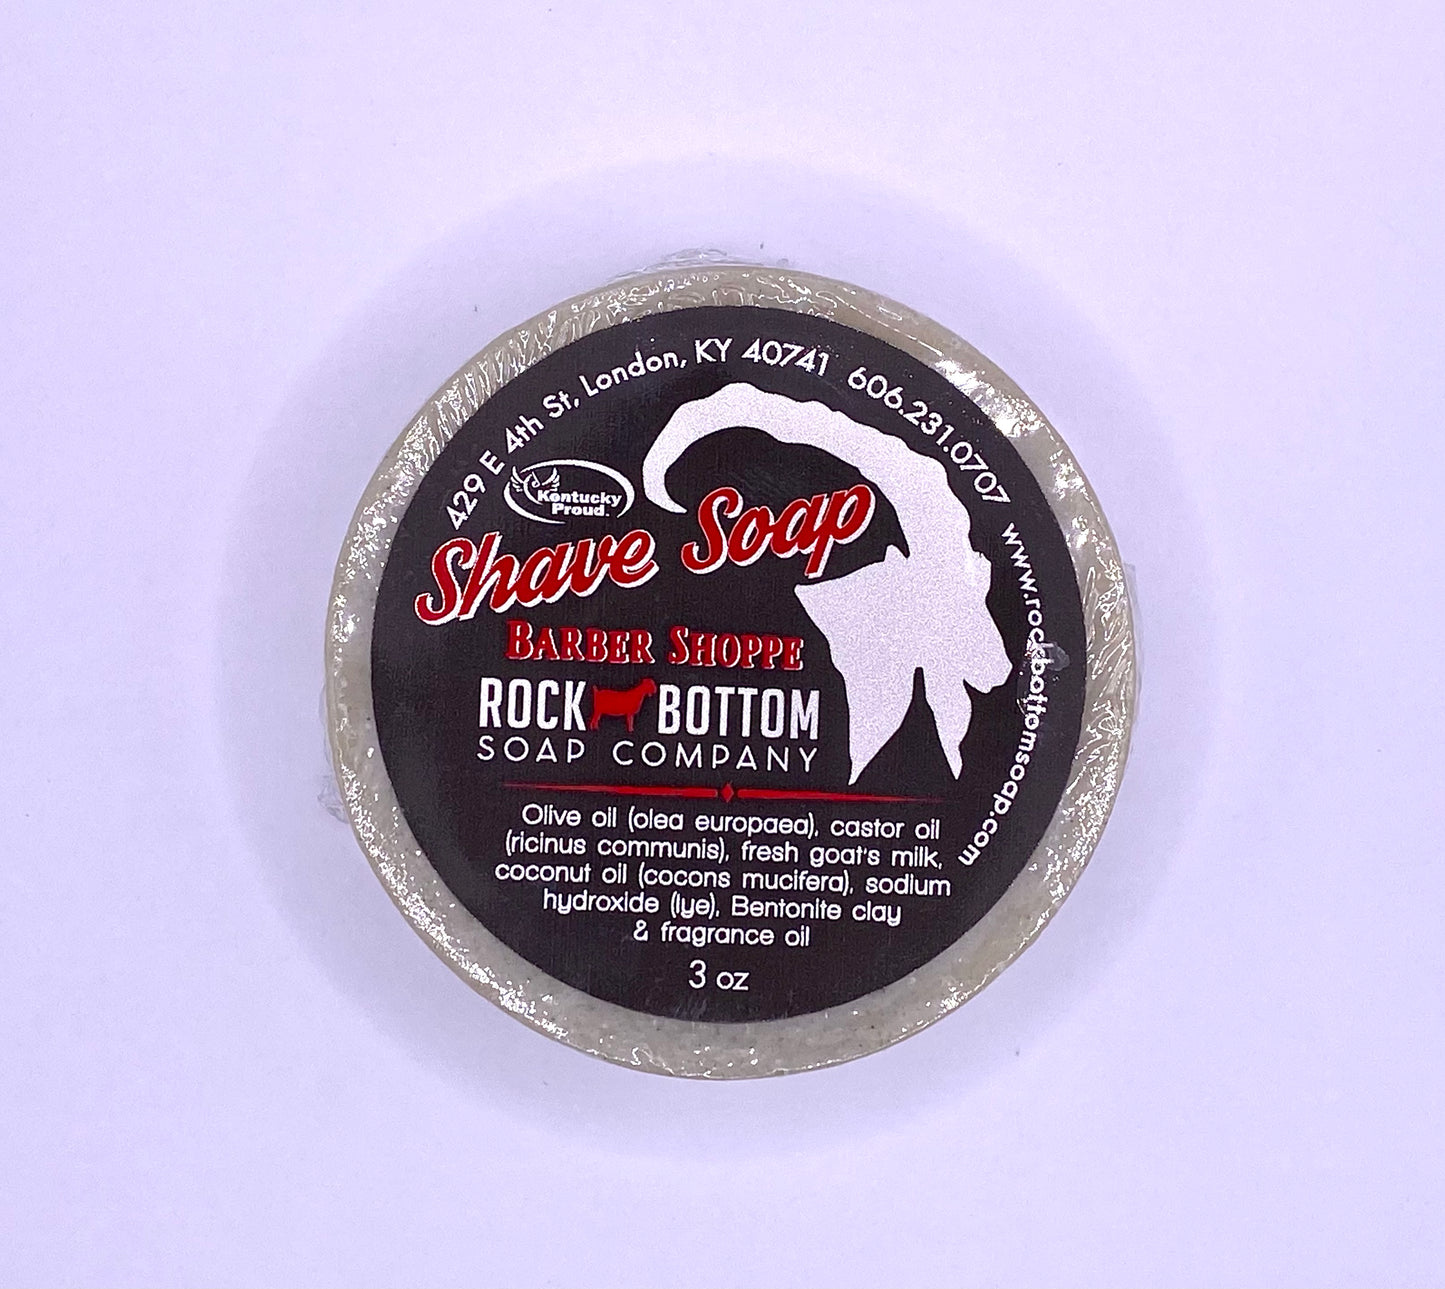 429 E 4th St, London, KY 40741 606.231.0707 www.rockbottomsoap.com
Kentucky
Proud.
Shave Soap
BARBER SHOPPE
ROCK BOTTOM
SOAP COMPANY
Olive oil (olea europaea), castor oil
(ricinus communis), fresh goat's milk,
coconut oil (cocons mucifera), sodium
hydroxide (lye), Bentonite clay
& fragrance oil
3 oz